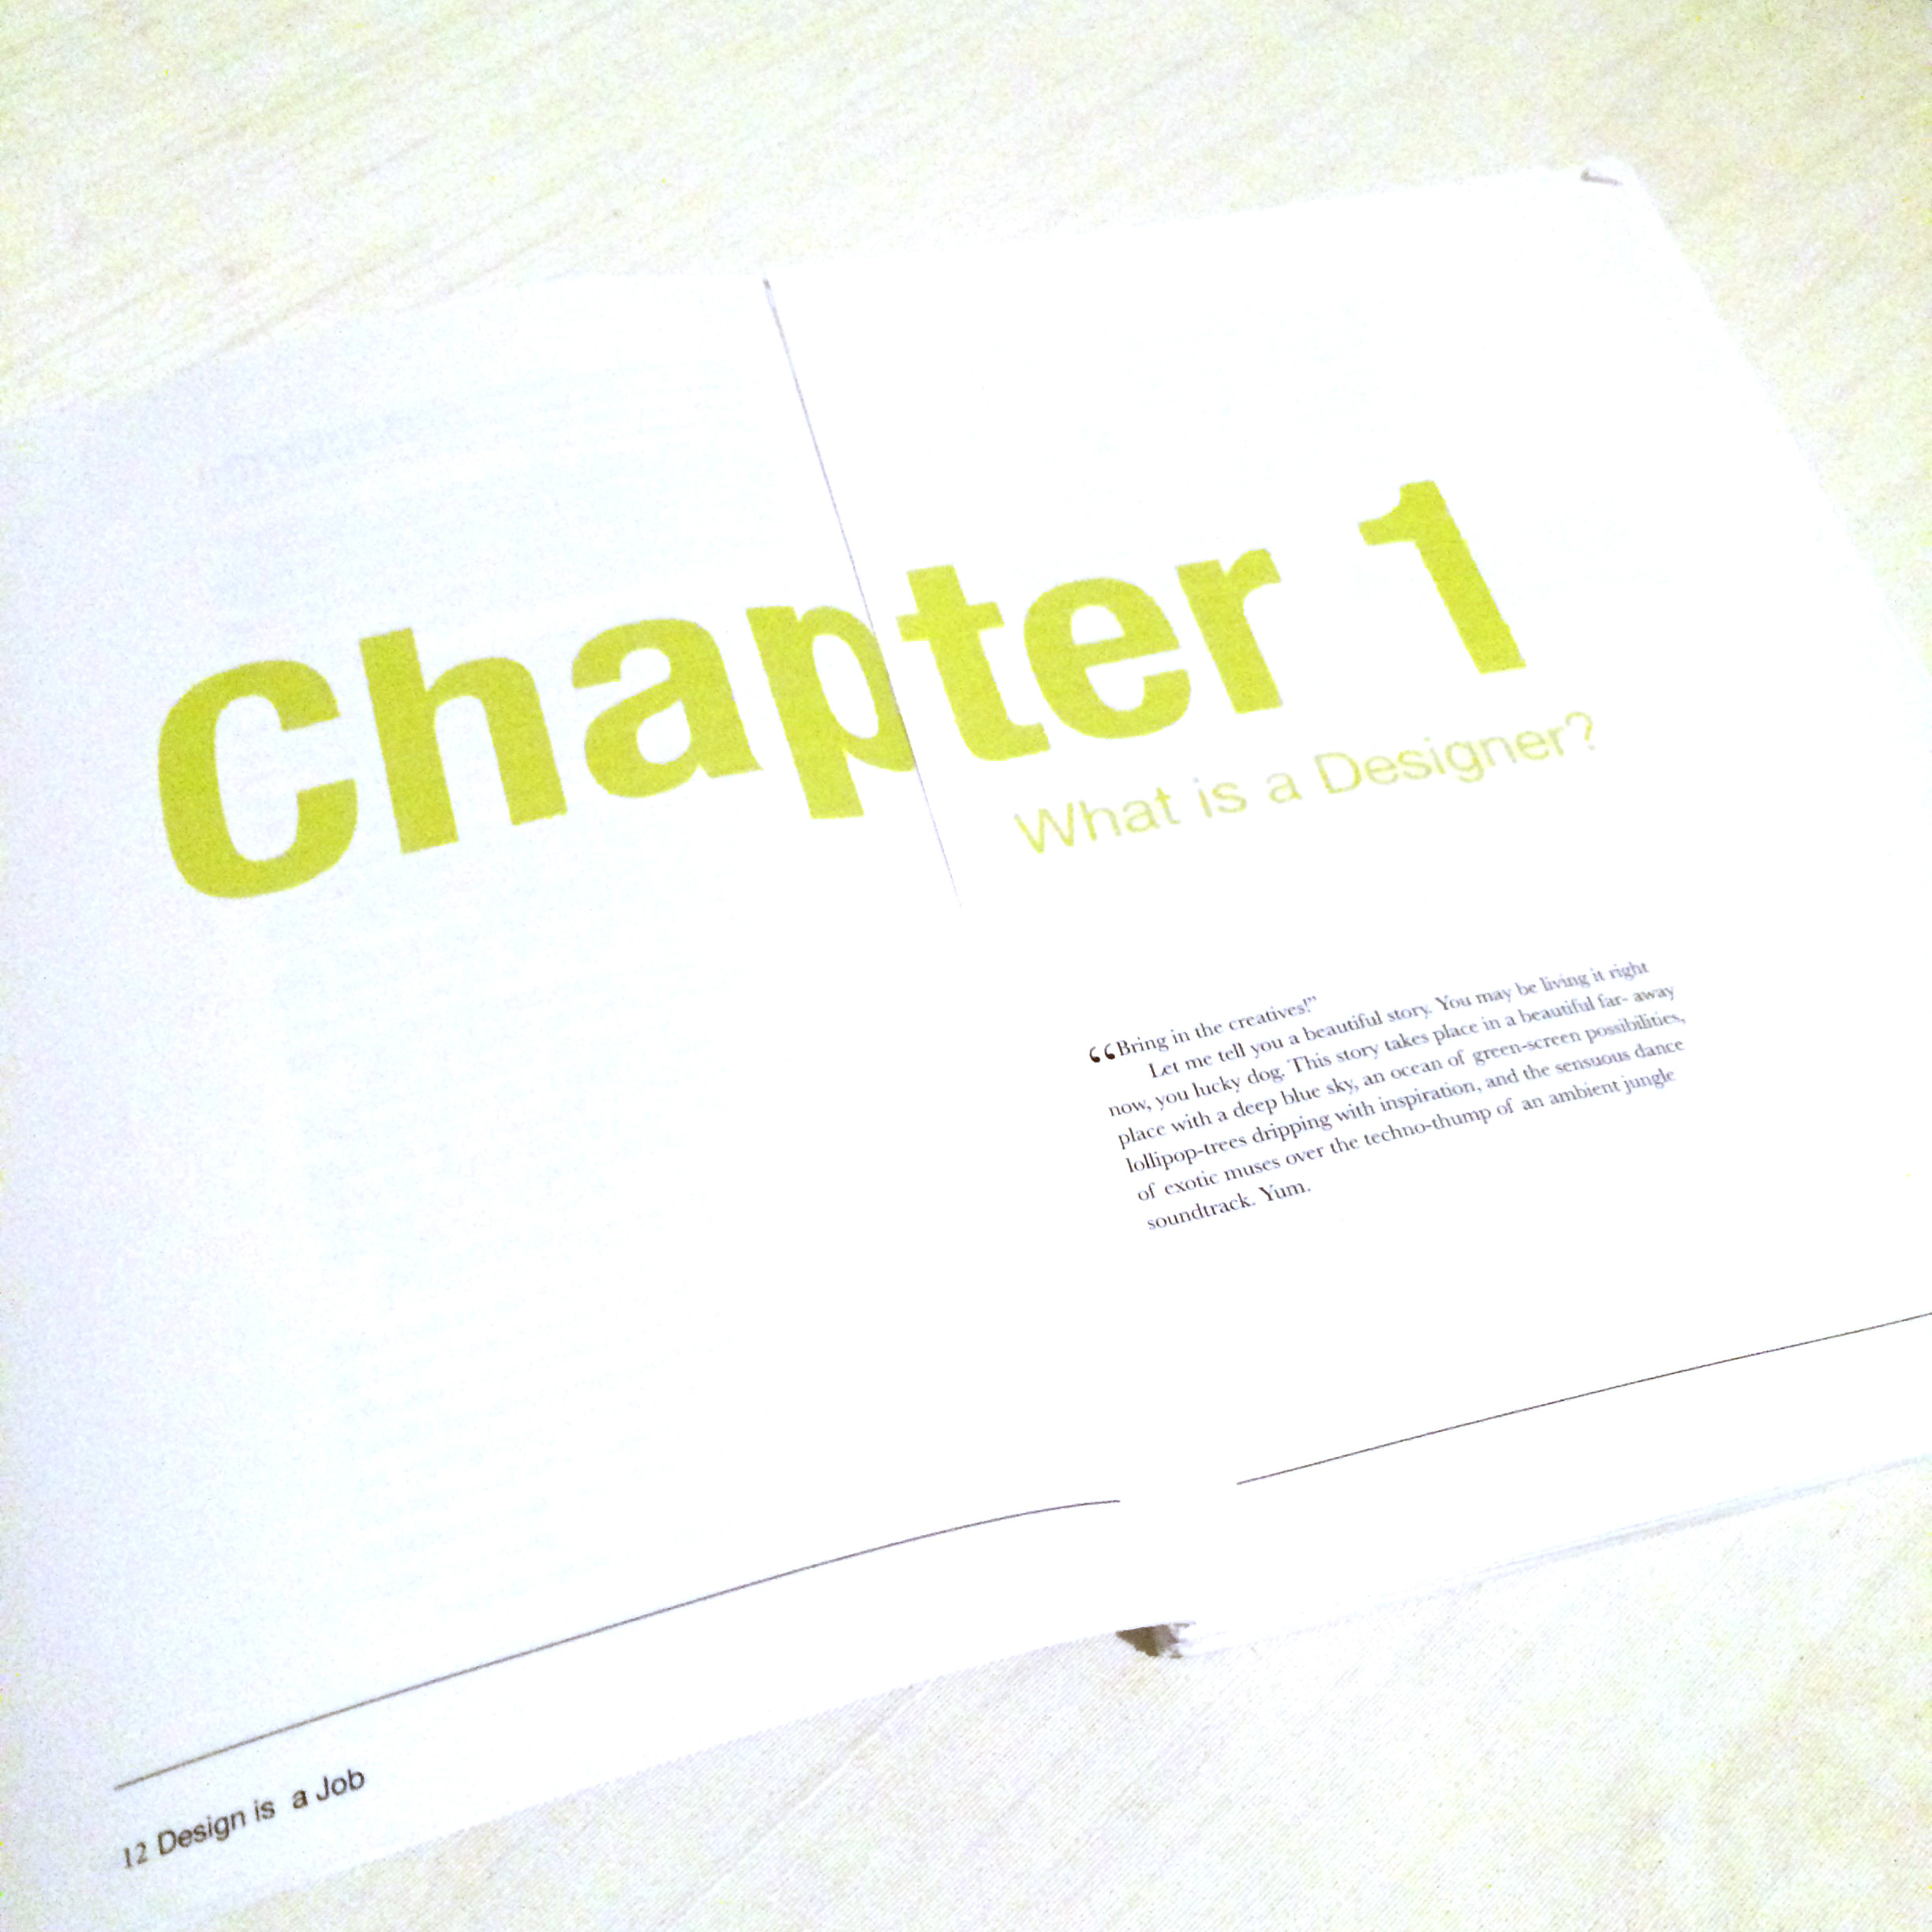 Chapter 1
What is a Designer?
“Bring in the creatives!”
Let me tell you a beautiful story. You may be living it right
now, you lucky dog. This story takes place in a beautiful far- away
place with a deep blue sky, an ocean of green-screen possibilities,
lollipop-trees dripping with inspiration, and the sensuous dance
of exotic muses over the techno-thump of an ambient jungle
soundtrack. Yum.
12 Design is a Job